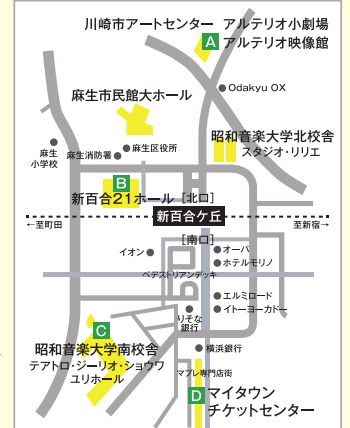 川崎市アートセンター アルテリオ小劇場
A アルテリオ映像館
Odakyu OX
麻生市民館大ホール
昭和音楽大学北校舎
スタジオ・リリエ
麻生区役所
麻生消防署
麻生
小学校
B
新百合21ホール [北口]
新百合ケ丘
←至町田
至新宿→
[南口]
イオン
オーパ
ホテルモリノ
ペデストリアンデッキ
エルミロード
イトーヨーカドー
りそな
銀行
C
昭和音楽大学南校舎
テアトロ・ジーリオ・ショウワ
ユリホール
横浜銀行
マプレ専門店街
D マイタウン
チケットセンター